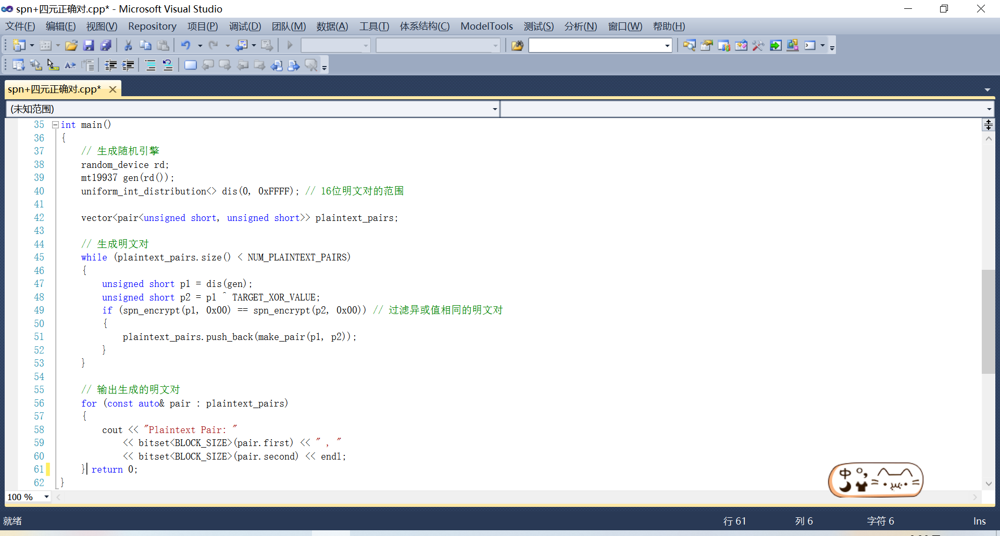 spn+四元正确对.cpp* - Microsoft Visual Studio
文件(F) 编辑(E) 视图(V) Repository 项目(P) 调试(D) 团队(M) 数据(A) 工具(T) 体系结构(C) ModelTools 测试(S) 分析(N) 窗口(W) 帮助(H)
spn+四元正确对.cpp*
(未知范围)
35 int main()
36 {
37 // 生成随机引擎
38 random_device rd;
39 mt19937 gen(rd());
40 uniform_int_distribution<> dis(0, 0xFFFF); // 16位明文对的范围
41
42 vector<pair<unsigned short, unsigned short>> plaintext_pairs;
43
44 // 生成明文对
45 while (plaintext_pairs.size() < NUM_PLAINTEXT_PAIRS)
46 {
47 unsigned short p1 = dis(gen);
48 unsigned short p2 = p1 ^ TARGET_XOR_VALUE;
49 if (spn_encrypt(p1, 0x00) == spn_encrypt(p2, 0x00)) // 过滤异或值相同的明文对
50 {
51 plaintext_pairs.push_back(make_pair(p1, p2));
52 }
53 }
54
55 // 输出生成的明文对
56 for (const auto& pair : plaintext_pairs)
57 {
58 cout << "Plaintext Pair: "
59 << bitset<BLOCK_SIZE>(pair.first) << " , "
60 << bitset<BLOCK_SIZE>(pair.second) << endl;
61 } return 0;
62 }
中
100 %
就绪 行 61 列 6 字符 6 Ins